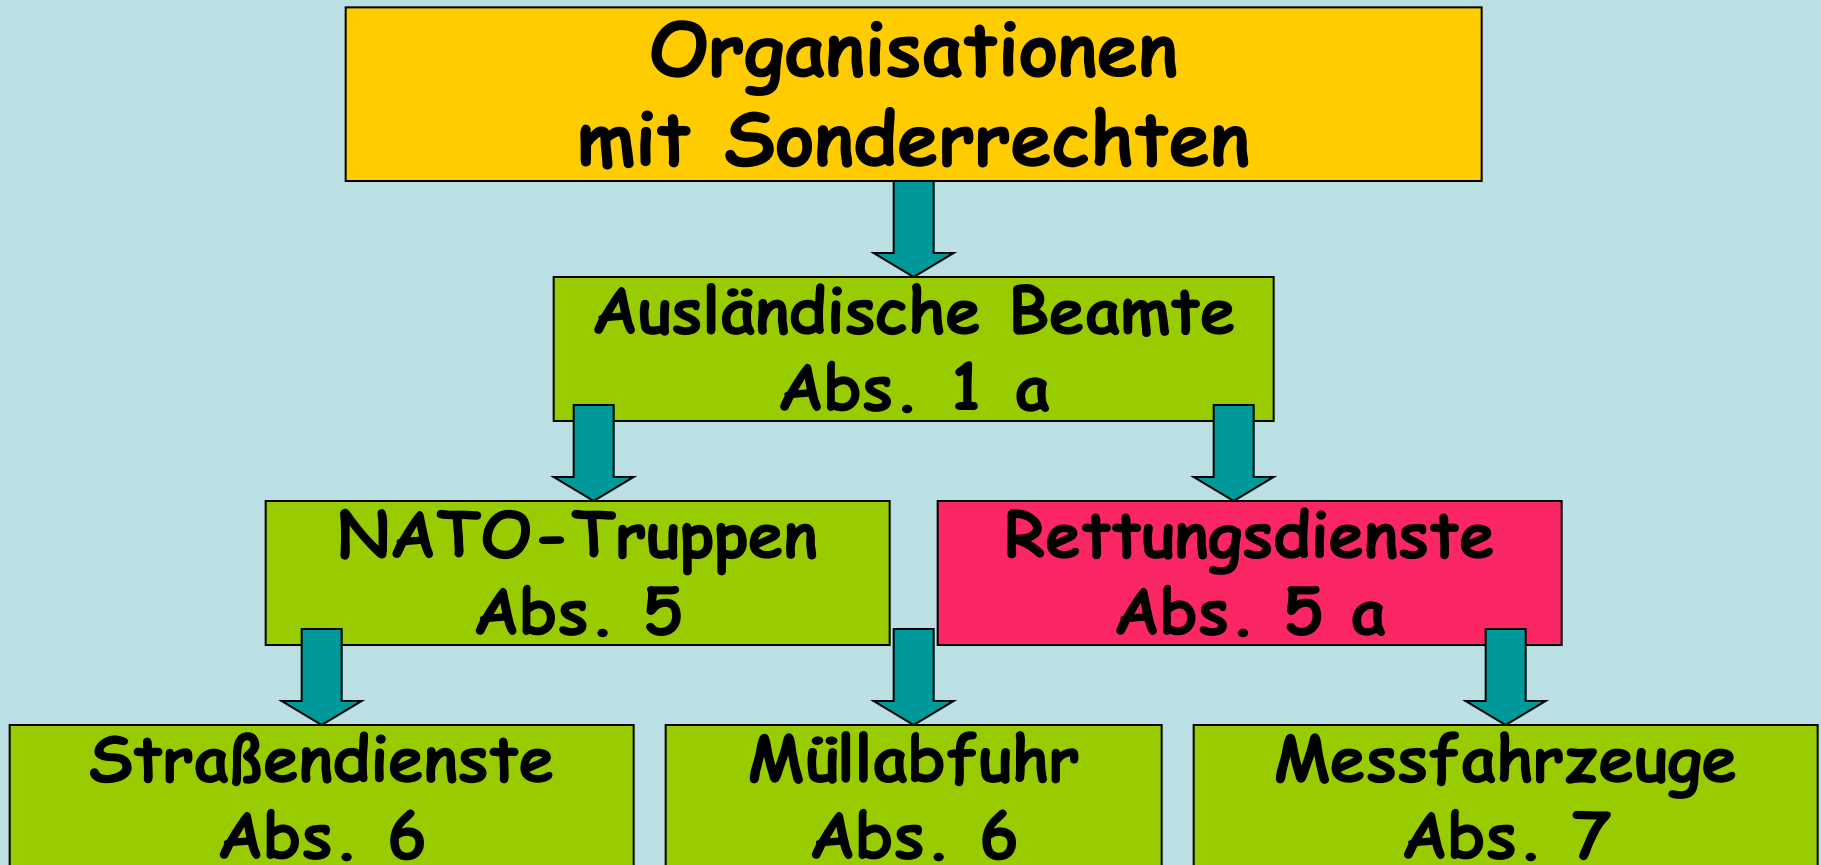 Organisationen
mit Sonderrechten
Ausländische Beamte
Abs. 1 a
NATO-Truppen
Abs. 5
Rettungsdienste
Abs. 5 a
Straßendienste
Abs. 6
Müllabfuhr
Abs. 6
Messfahrzeuge
Abs. 7